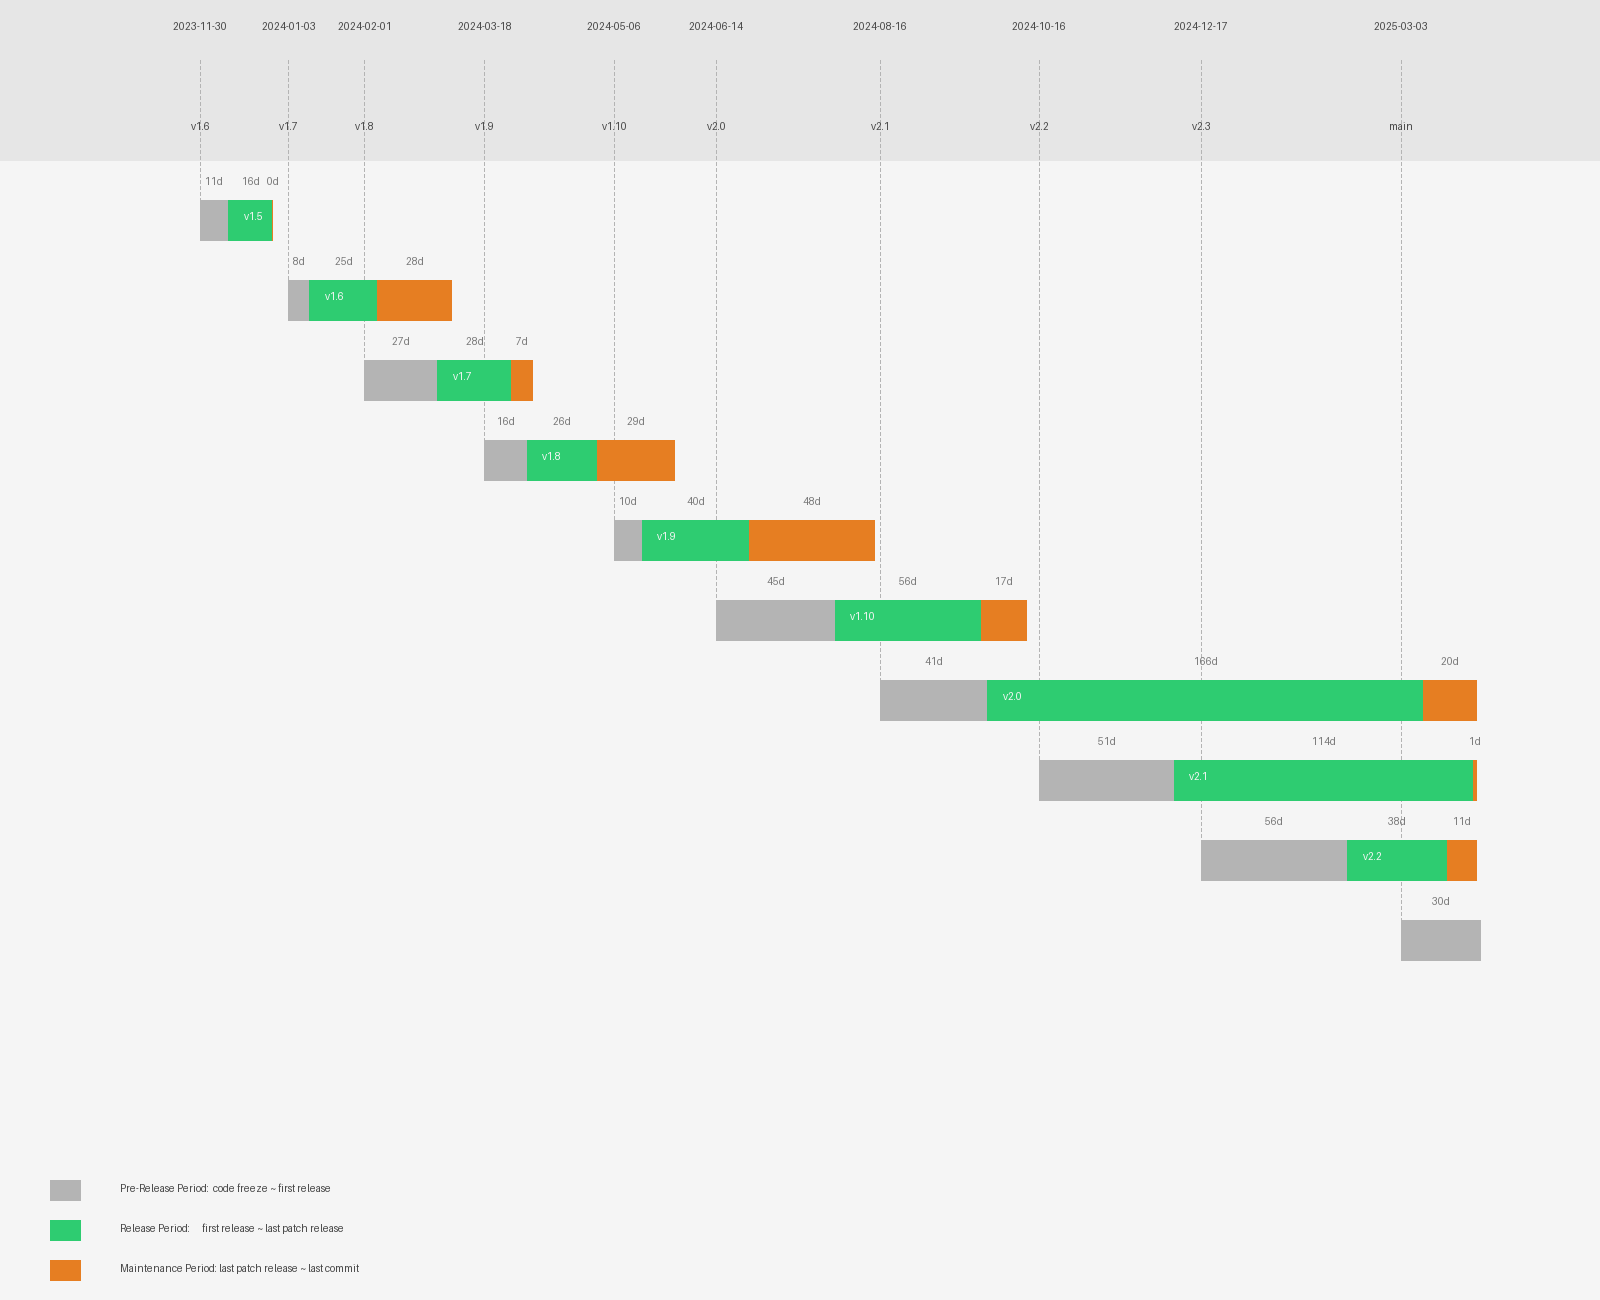 2023-11-30 2024-01-03 2024-02-01 2024-03-18 2024-05-06 2024-06-14 2024-08-16 2024-10-16 2024-12-17 2025-03-03
v1.6 v1.7 v1.8 v1.9 v1.10 v2.0 v2.1 v2.2 v2.3 main
11d 16d 0d
v1.5
8d 25d 28d
v1.6
27d 28d 7d
v1.7
16d 26d 29d
v1.8
10d 40d 48d
v1.9
45d 56d 17d
v1.10
41d 166d 20d
v2.0
51d 114d 1d
v2.1
56d 38d 11d
v2.2
30d
Pre-Release Period: code freeze ~ first release
Release Period: first release ~ last patch release
Maintenance Period: last patch release ~ last commit